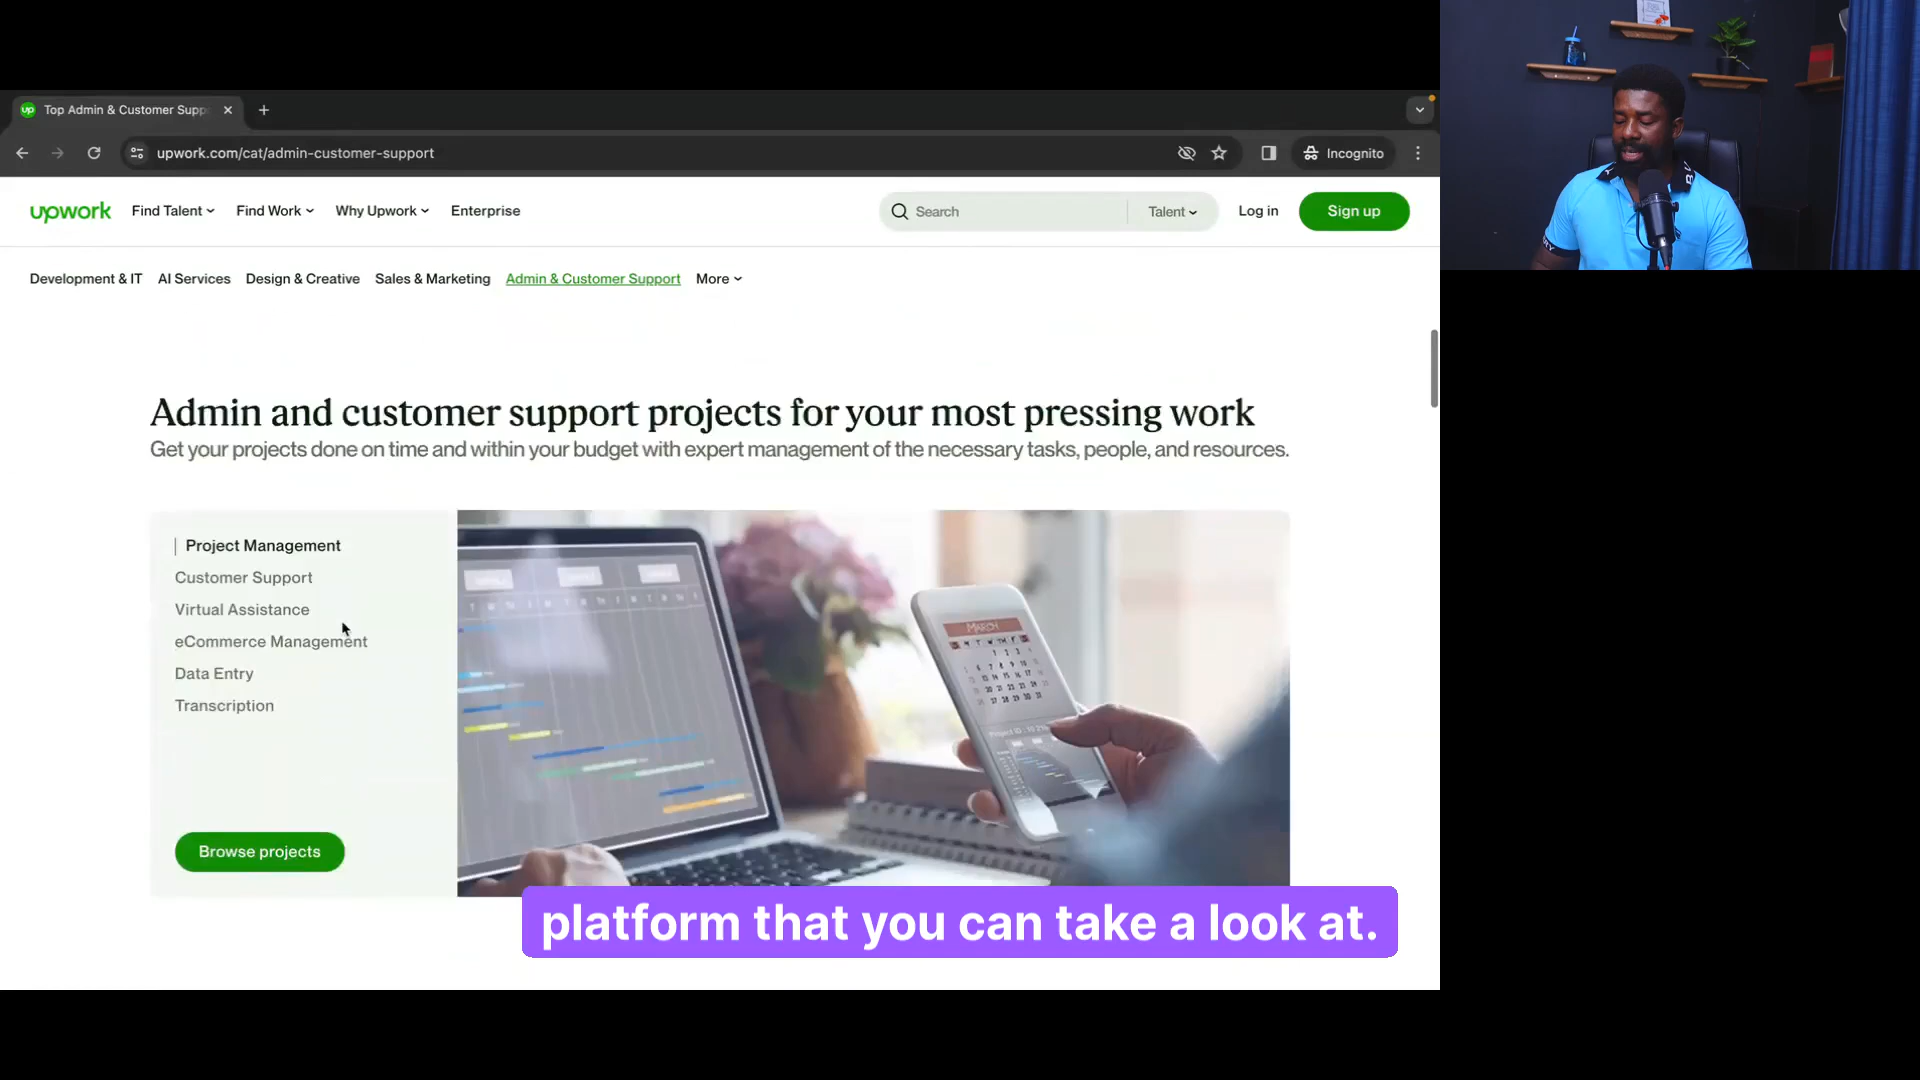 Top Admin & Customer Supp
upwork.com/cat/admin-customer-support
Incognito
upwork
Find Talent
Find Work
Why Upwork
Enterprise
Search
Talent
Log in
Sign up
Development & IT
AI Services
Design & Creative
Sales & Marketing
Admin & Customer Support
More
Admin and customer support projects for your most pressing work
Get your projects done on time and within your budget with expert management of the necessary tasks, people, and resources.
Project Management
Customer Support
Virtual Assistance
eCommerce Management
Data Entry
Transcription
Browse projects
MARCH
platform that you can take a look at.